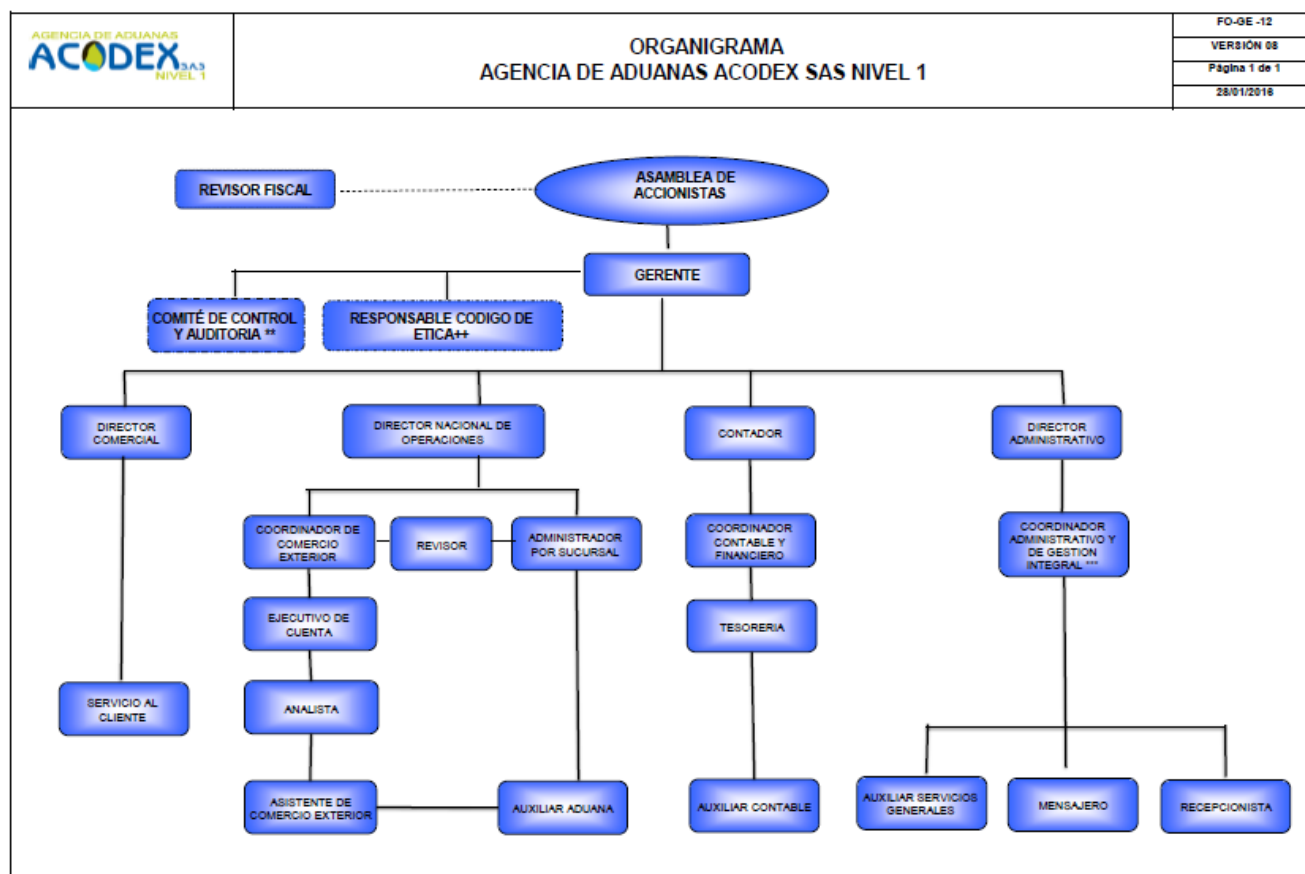 AGENCIA DE ADUANAS
ACODEX S.A.S
NIVEL 1
ORGANIGRAMA
AGENCIA DE ADUANAS ACODEX SAS NIVEL 1
FO-GE -12
VERSIÓN 08
Página 1 de 1
28/01/2016
REVISOR FISCAL
ASAMBLEA DE
ACCIONISTAS
GERENTE
COMITÉ DE CONTROL
Y AUDITORIA **
RESPONSABLE CODIGO DE
ETICA++
DIRECTOR
COMERCIAL
DIRECTOR NACIONAL DE
OPERACIONES
CONTADOR
DIRECTOR
ADMINISTRATIVO
COORDINADOR DE
COMERCIO
EXTERIOR
REVISOR
ADMINISTRADOR
POR SUCURSAL
COORDINADOR
CONTABLE Y
FINANCIERO
COORDINADOR
ADMINISTRATIVO Y
DE GESTION
INTEGRAL ***
EJECUTIVO DE
CUENTA
TESORERIA
SERVICIO AL
CLIENTE
ANALISTA
ASISTENTE DE
COMERCIO EXTERIOR
AUXILIAR ADUANA
AUXILIAR CONTABLE
AUXILIAR SERVICIOS
GENERALES
MENSAJERO
RECEPCIONISTA